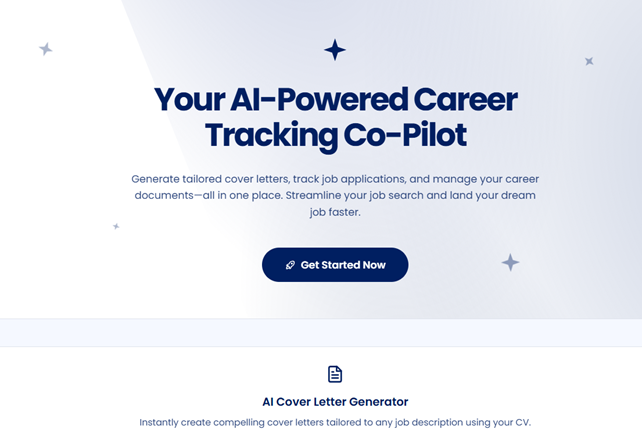 Your AI-Powered Career
Tracking Co-Pilot
Generate tailored cover letters, track job applications, and manage your career
documents—all in one place. Streamline your job search and land your dream
job faster.
Get Started Now
AI Cover Letter Generator
Instantly create compelling cover letters tailored to any job description using your CV.